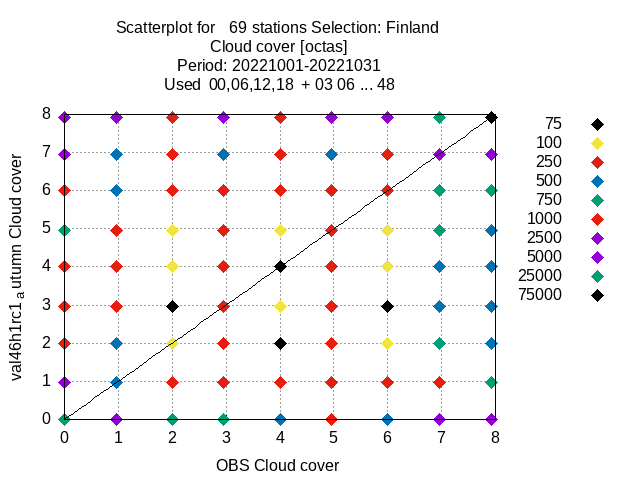 Scatterplot for 69 stations Selection: Finland
Cloud cover [octas]
Period: 20221001-20221031
Used 00,06,12,18 + 03 06 ... 48
8
7
6
5
4
3
2
1
0
val46h1rc1 a utumn Cloud cover
0 1 2 3 4 5 6 7 8
OBS Cloud cover
75
100
250
500
750
1000
2500
5000
25000
75000